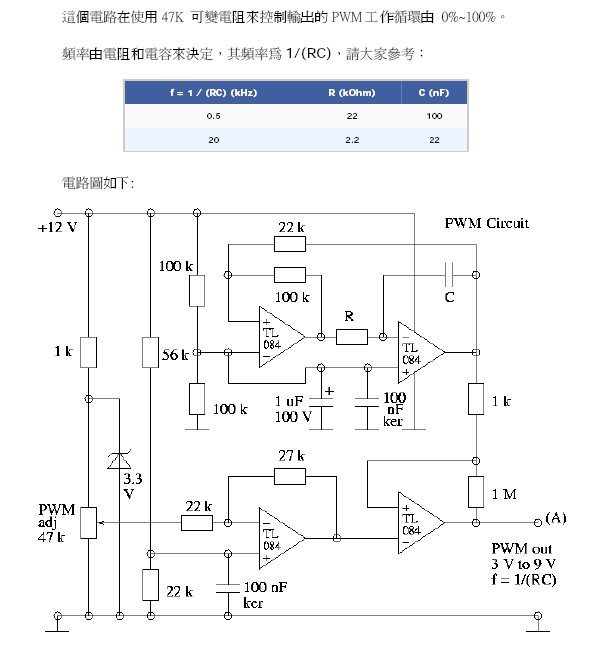 這個電路在使用 47K 可變電阻來控制輸出的 PWM 工作循環由 0%~100%。
頻率由電阻和電容來決定，其頻率爲 1/(RC)，請大家參考：
f = 1 / (RC) (kHz) R (kOhm) C (nF)
0.5 22 100
20 2.2 22
電路圖如下:
+12 V
22 k
PWM Circuit
100 k
100 k
C
R
+
TL
084
−
−
TL
084
+
1 k
56 k
100 k
1 uF
100 V
+
100
nF
ker
1 k
3.3
V
27 k
PWM
adj
47 k
22 k
−
TL
084
+
+
TL
084
−
1 M
(A)
PWM out
3 V to 9 V
f = 1/(RC)
22 k
100 nF
ker